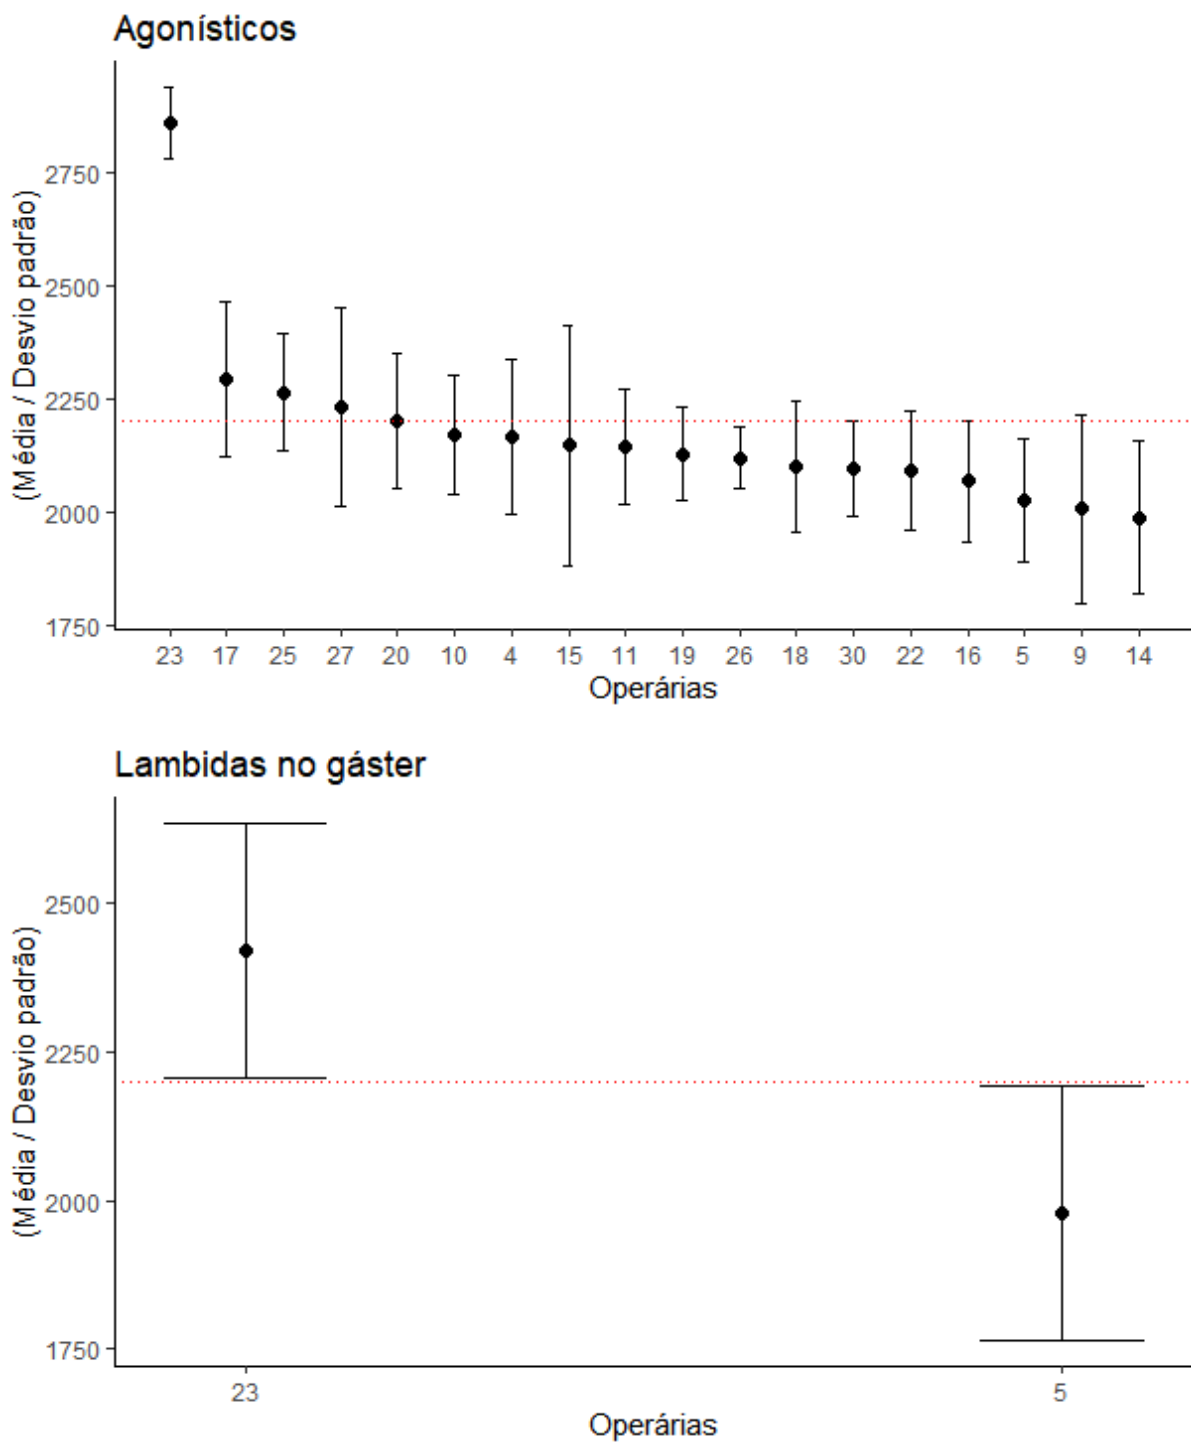 Agonísticos
(Média / Desvio padrão)
2750
2500
2250
2000
1750
23 17 25 27 20 10 4 15 11 19 26 18 30 22 16 5 9 14
Operárias
Lambidas no gáster
(Média / Desvio padrão)
2500
2250
2000
1750
23 5
Operárias